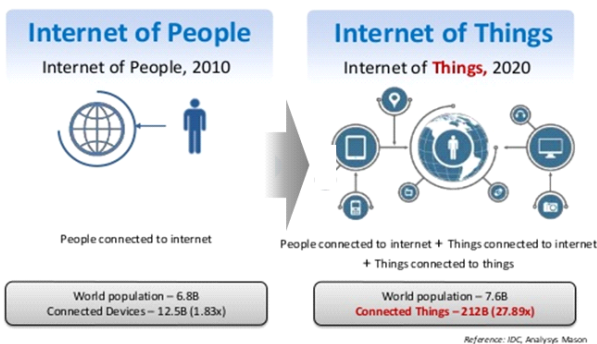 Internet of People
Internet of People, 2010
People connected to internet
World population – 6.8B
Connected Devices – 12.5B (1.83x)
Internet of Things
Internet of Things, 2020
People connected to internet + Things connected to internet
+ Things connected to things
World population – 7.6B
Connected Things – 212B (27.89x)
Reference: IDC, Analysys Mason